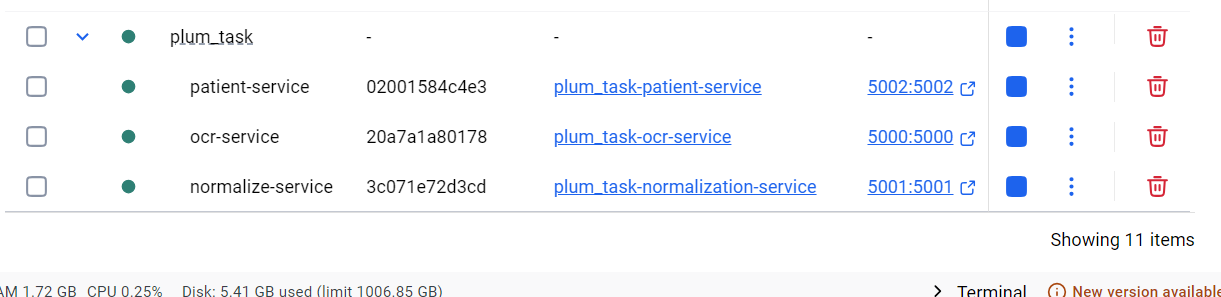 plum_task - - -
patient-service 02001584c4e3 plum_task-patient-service 5002:5002
ocr-service 20a7a1a80178 plum_task-ocr-service 5000:5000
normalize-service 3c071e72d3cd plum_task-normalization-service 5001:5001
Showing 11 items
AM 1.72 GB CPU 0.25% Disk: 5.41 GB used (limit 1006.85 GB) Terminal New version available